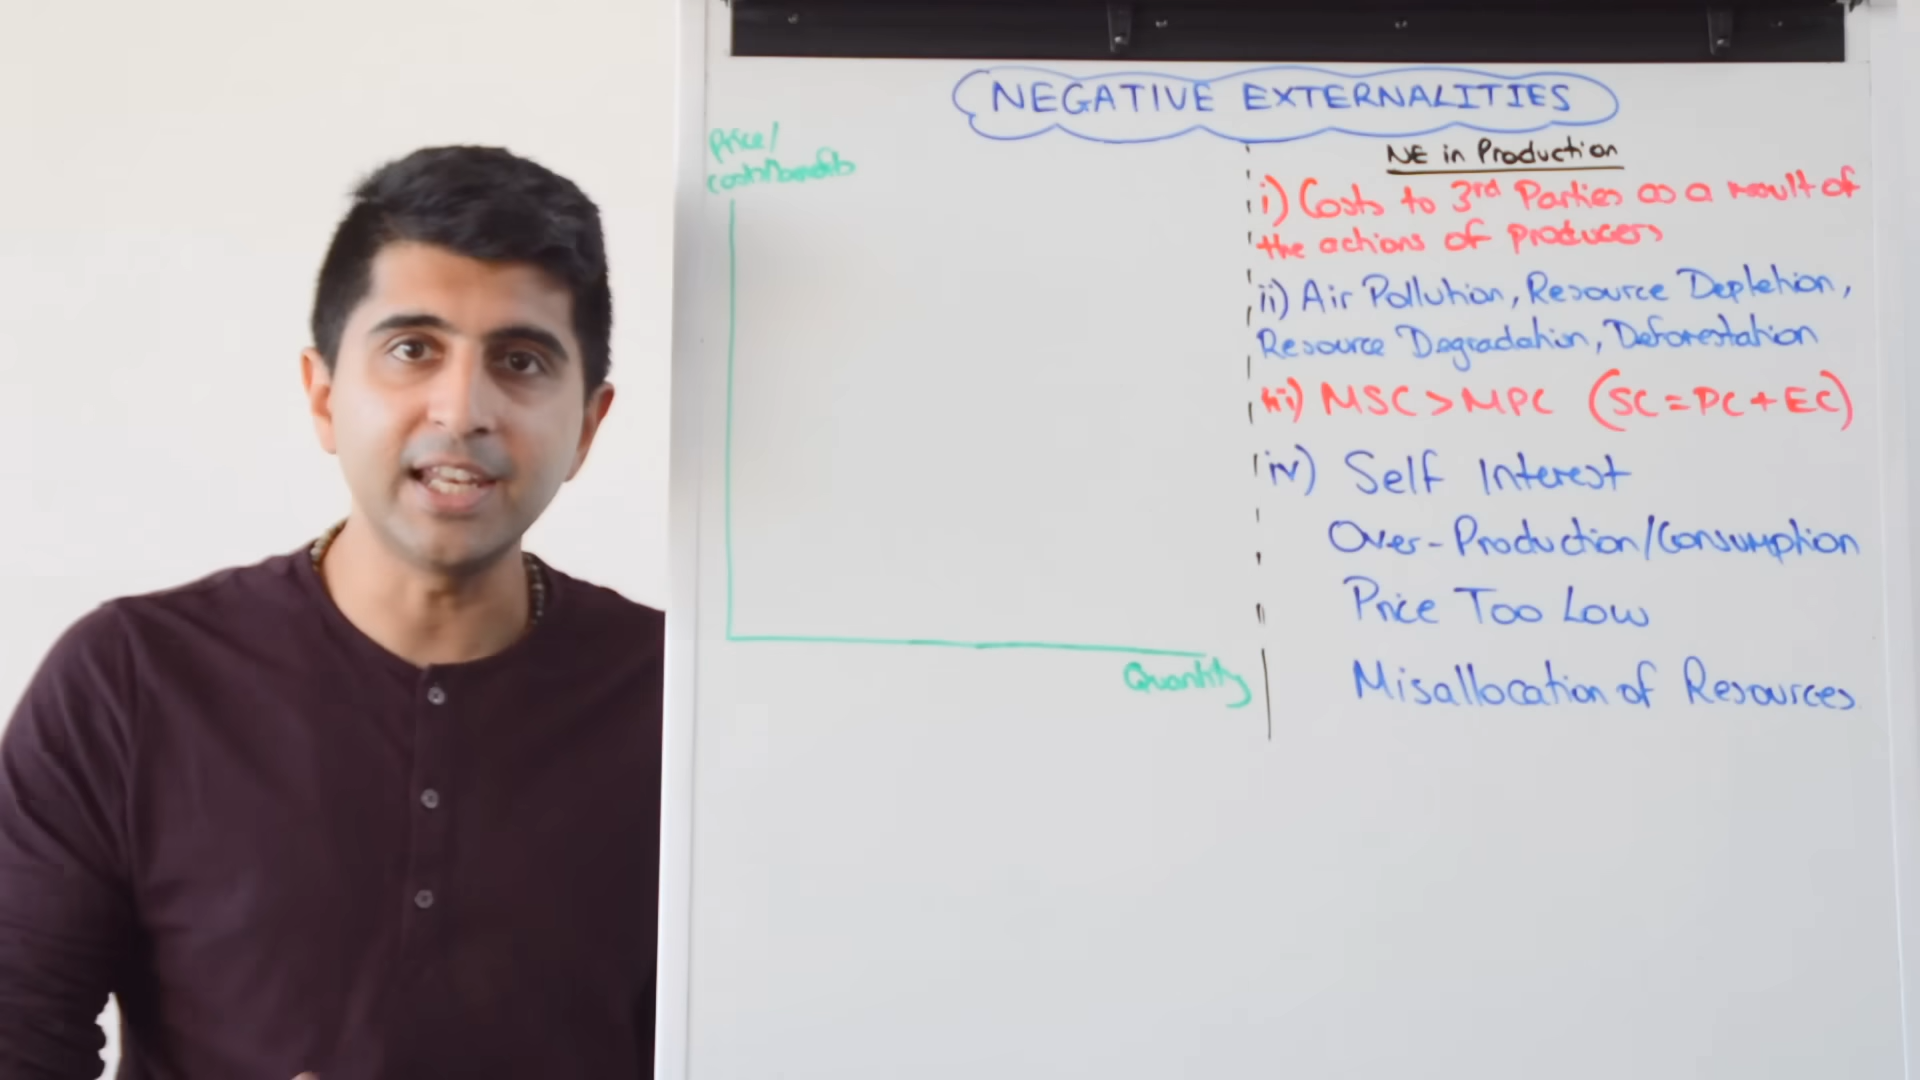 NEGATIVE EXTERNALITIES
Price/
costs/benefits
NE in Production
i) Costs to 3rd Parties as a result of
the actions of producers
ii) Air Pollution, Resource Depletion,
Resource Degradation, Deforestation
iii) MSC > MPC (SC = PC + EC)
iv) Self Interest
Over-Production/Consumption
Price Too Low
Misallocation of Resources
Quantity